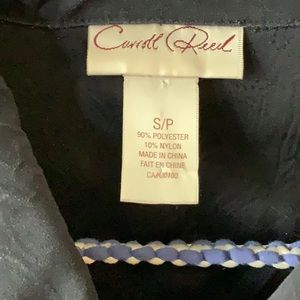 Carroll Reed
S/P
90% POLYESTER
10% NYLON
MADE IN CHINA
FAIT EN CHINE